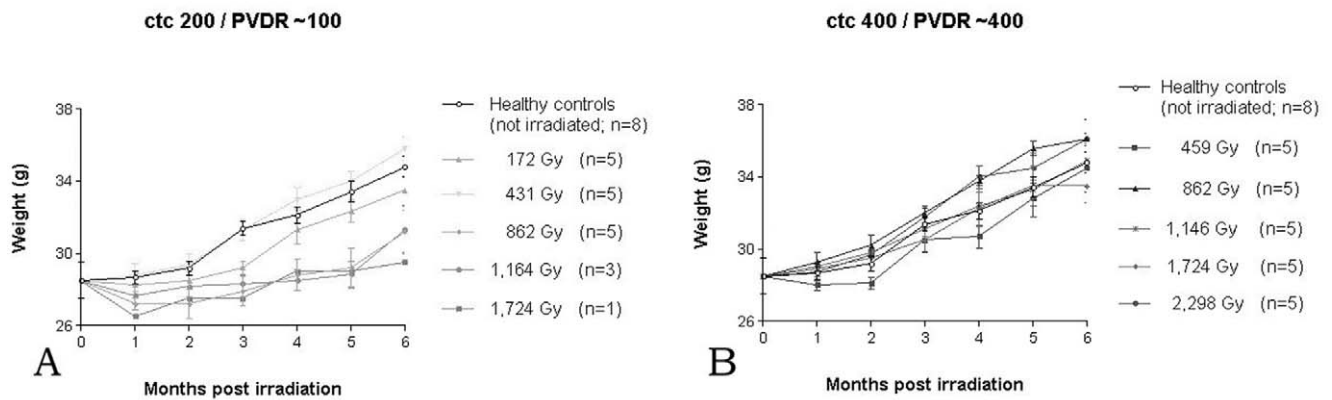 ctc 200 / PVDR ~100
38
34
30
26
Weight (g)
0 1 2 3 4 5 6
Months post irradiation
A
Healthy controls
(not irradiated; n=8)
172 Gy (n=5)
431 Gy (n=5)
862 Gy (n=5)
1,164 Gy (n=3)
1,724 Gy (n=1)
ctc 400 / PVDR ~400
38
34
30
26
Weight (g)
0 1 2 3 4 5 6
Months post irradiation
B
Healthy controls
(not irradiated; n=8)
459 Gy (n=5)
862 Gy (n=5)
1,146 Gy (n=5)
1,724 Gy (n=5)
2,298 Gy (n=5)